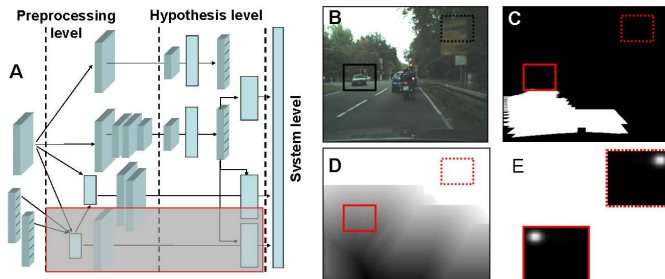 Preprocessing level
Hypothesis level
A
System level
B
C
D
E